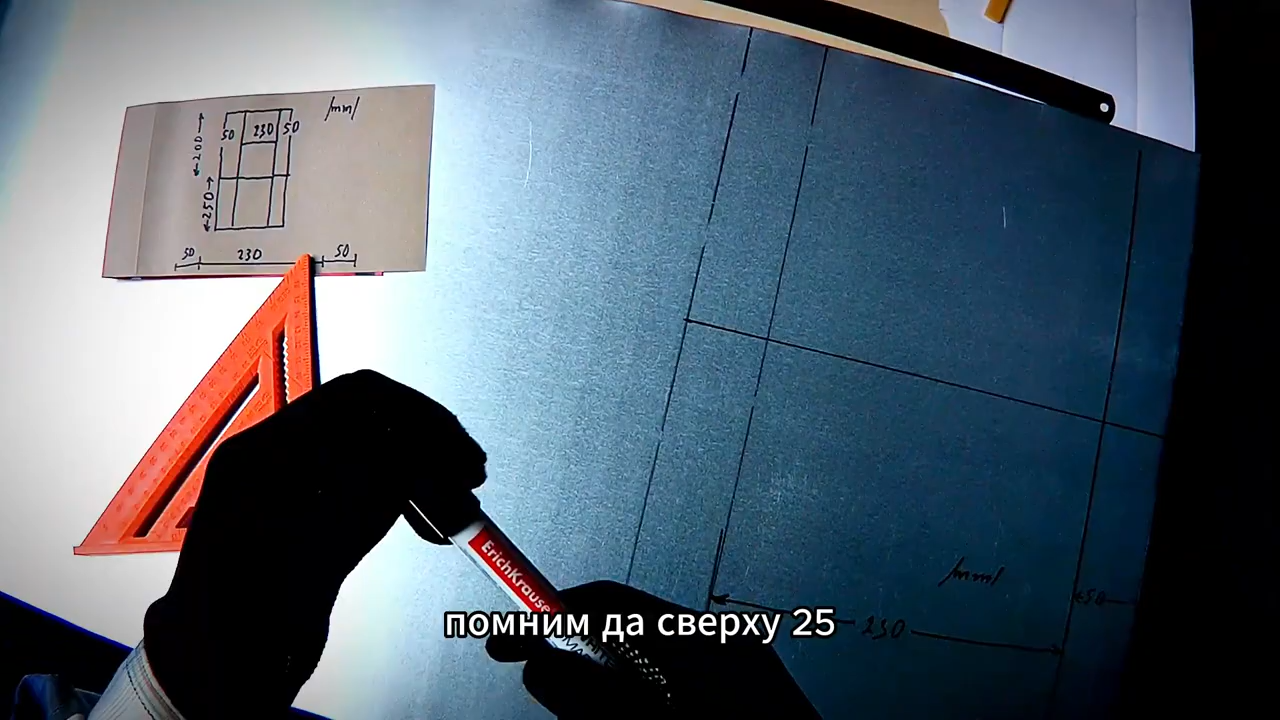 /mm/
50 230 50
200
250
50 230 50
/mm/
50
230
ErichKrause
помним да сверху 25